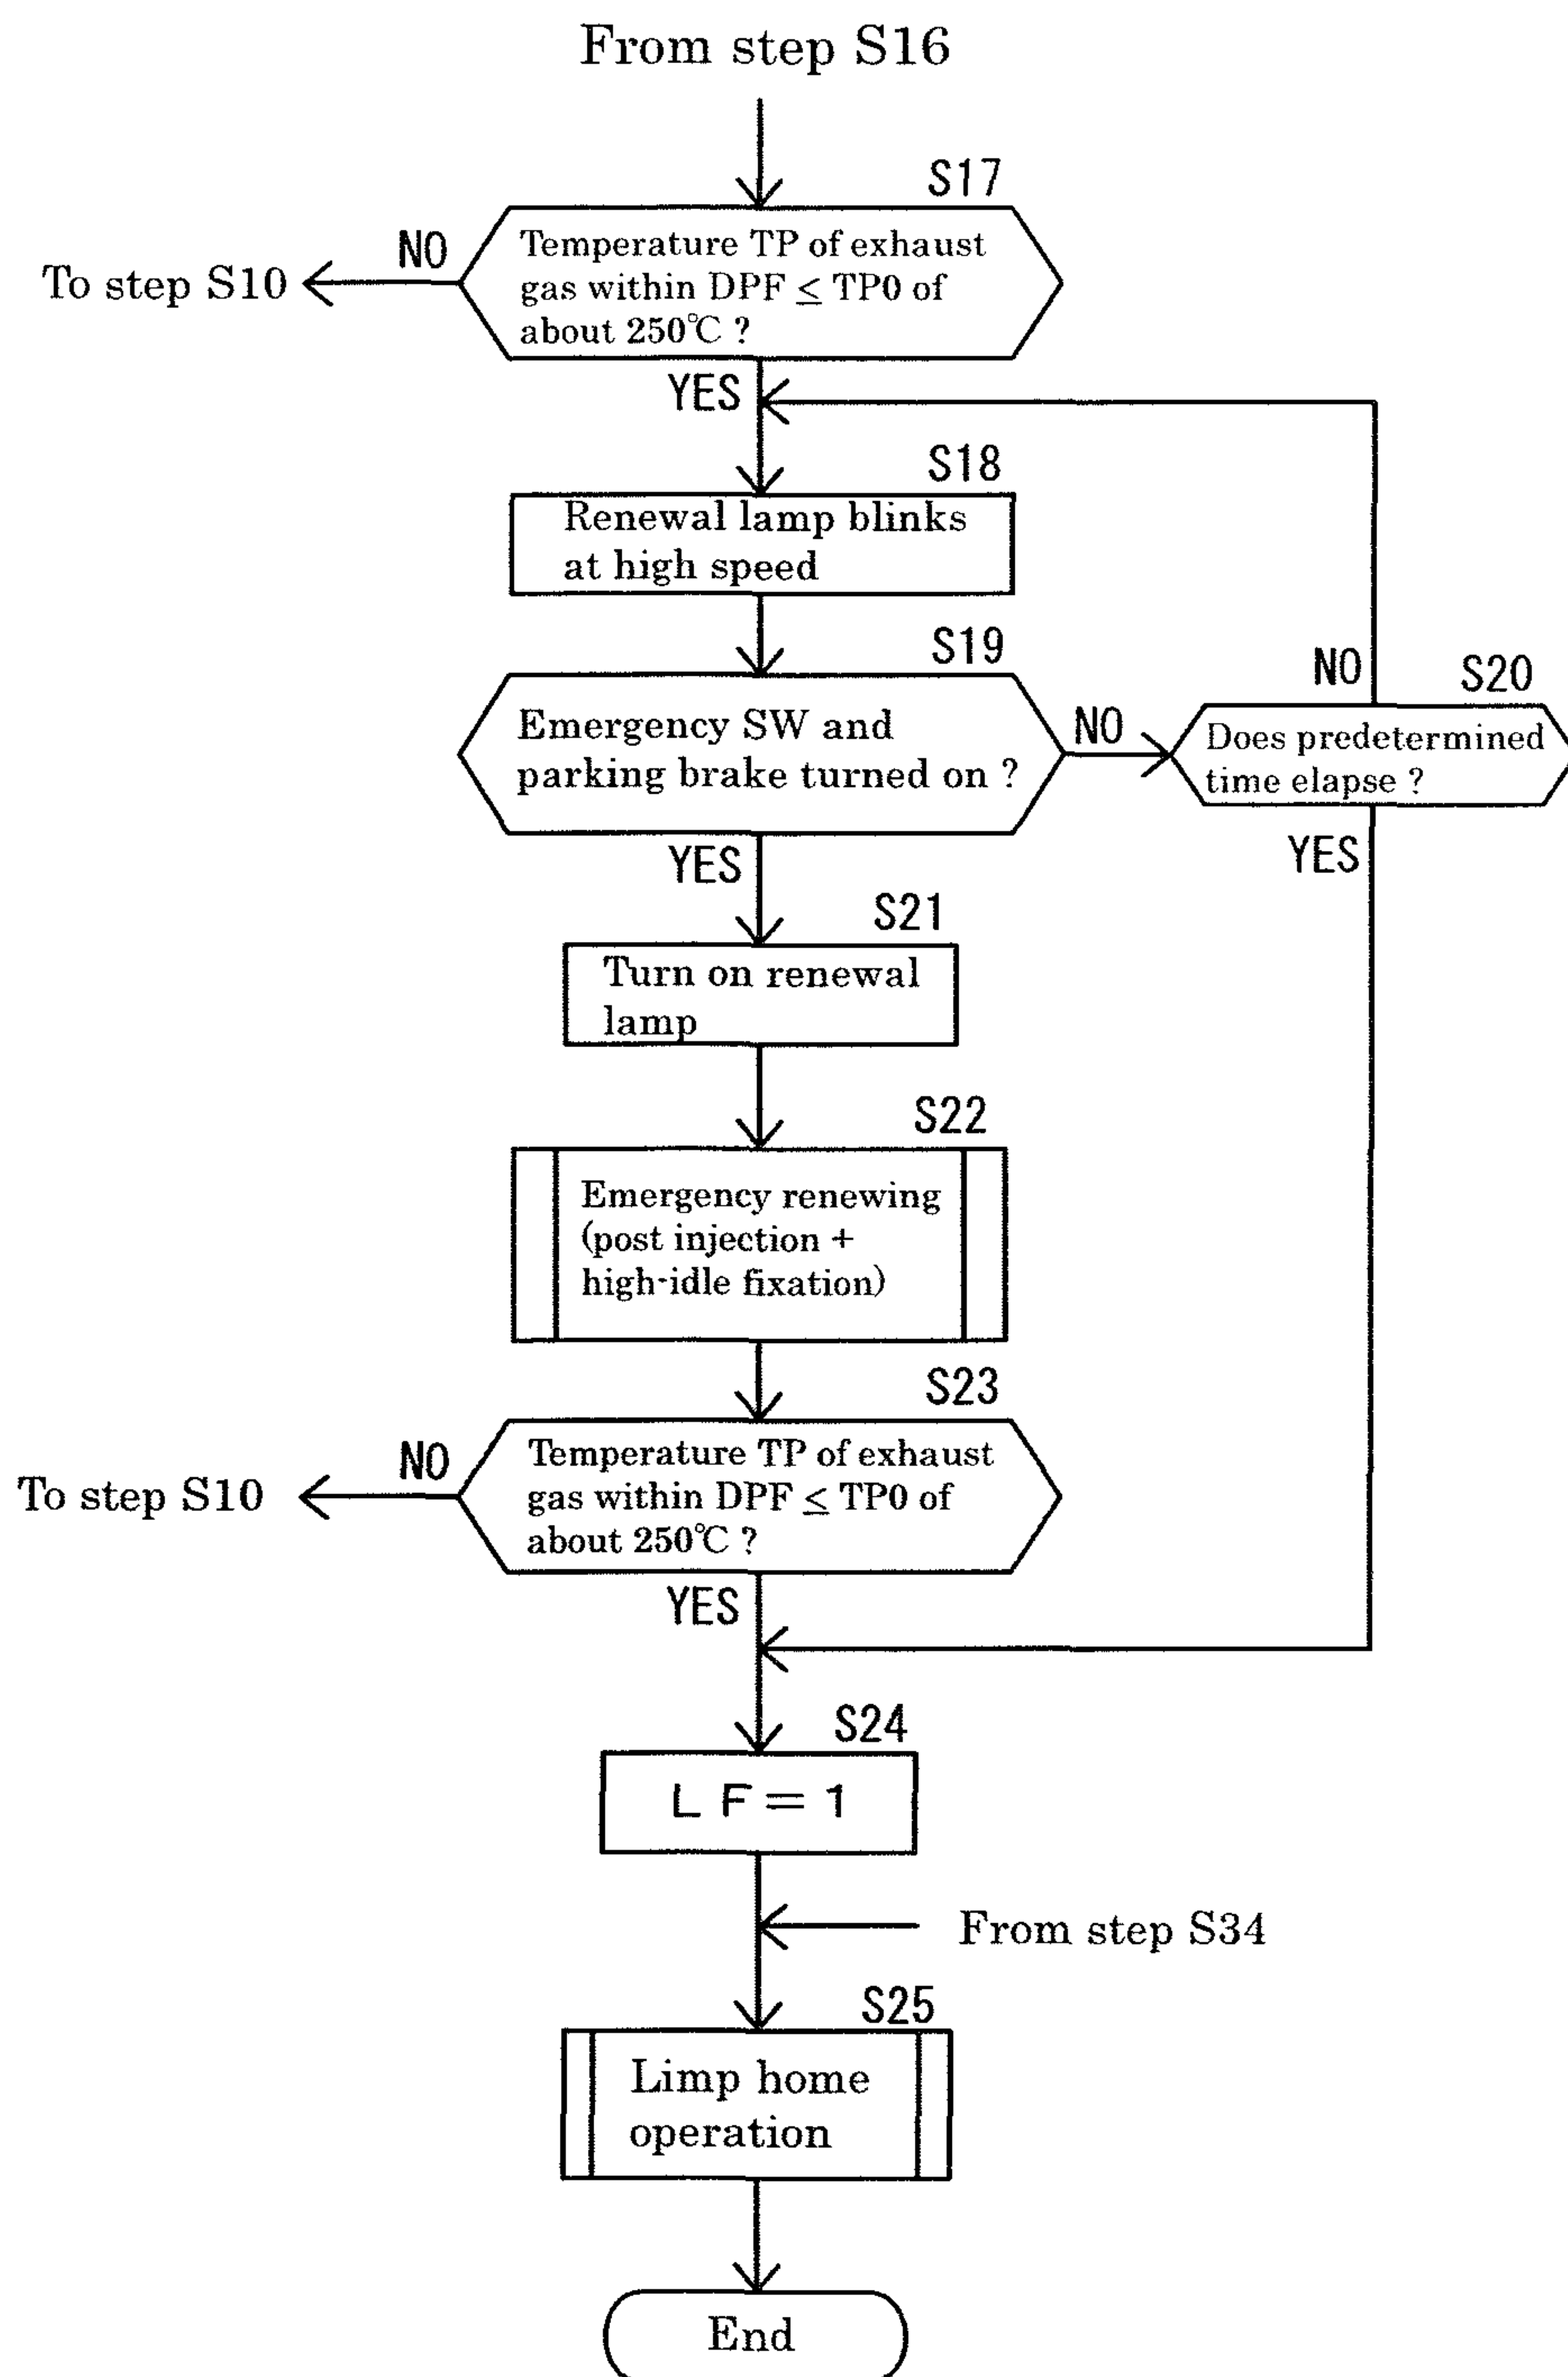 From step S16
S17
NO
Temperature TP of exhaust
gas within DPF ≤ TP0 of
about 250℃ ?
To step S10
YES
S18
Renewal lamp blinks
at high speed
S19
NO
S20
Emergency SW and
parking brake turned on ?
NO
Does predetermined
time elapse ?
YES
YES
S21
Turn on renewal
lamp
S22
Emergency renewing
(post injection +
high-idle fixation)
S23
NO
Temperature TP of exhaust
gas within DPF ≤ TP0 of
about 250℃ ?
To step S10
YES
S24
LF=1
From step S34
S25
Limp home
operation
End